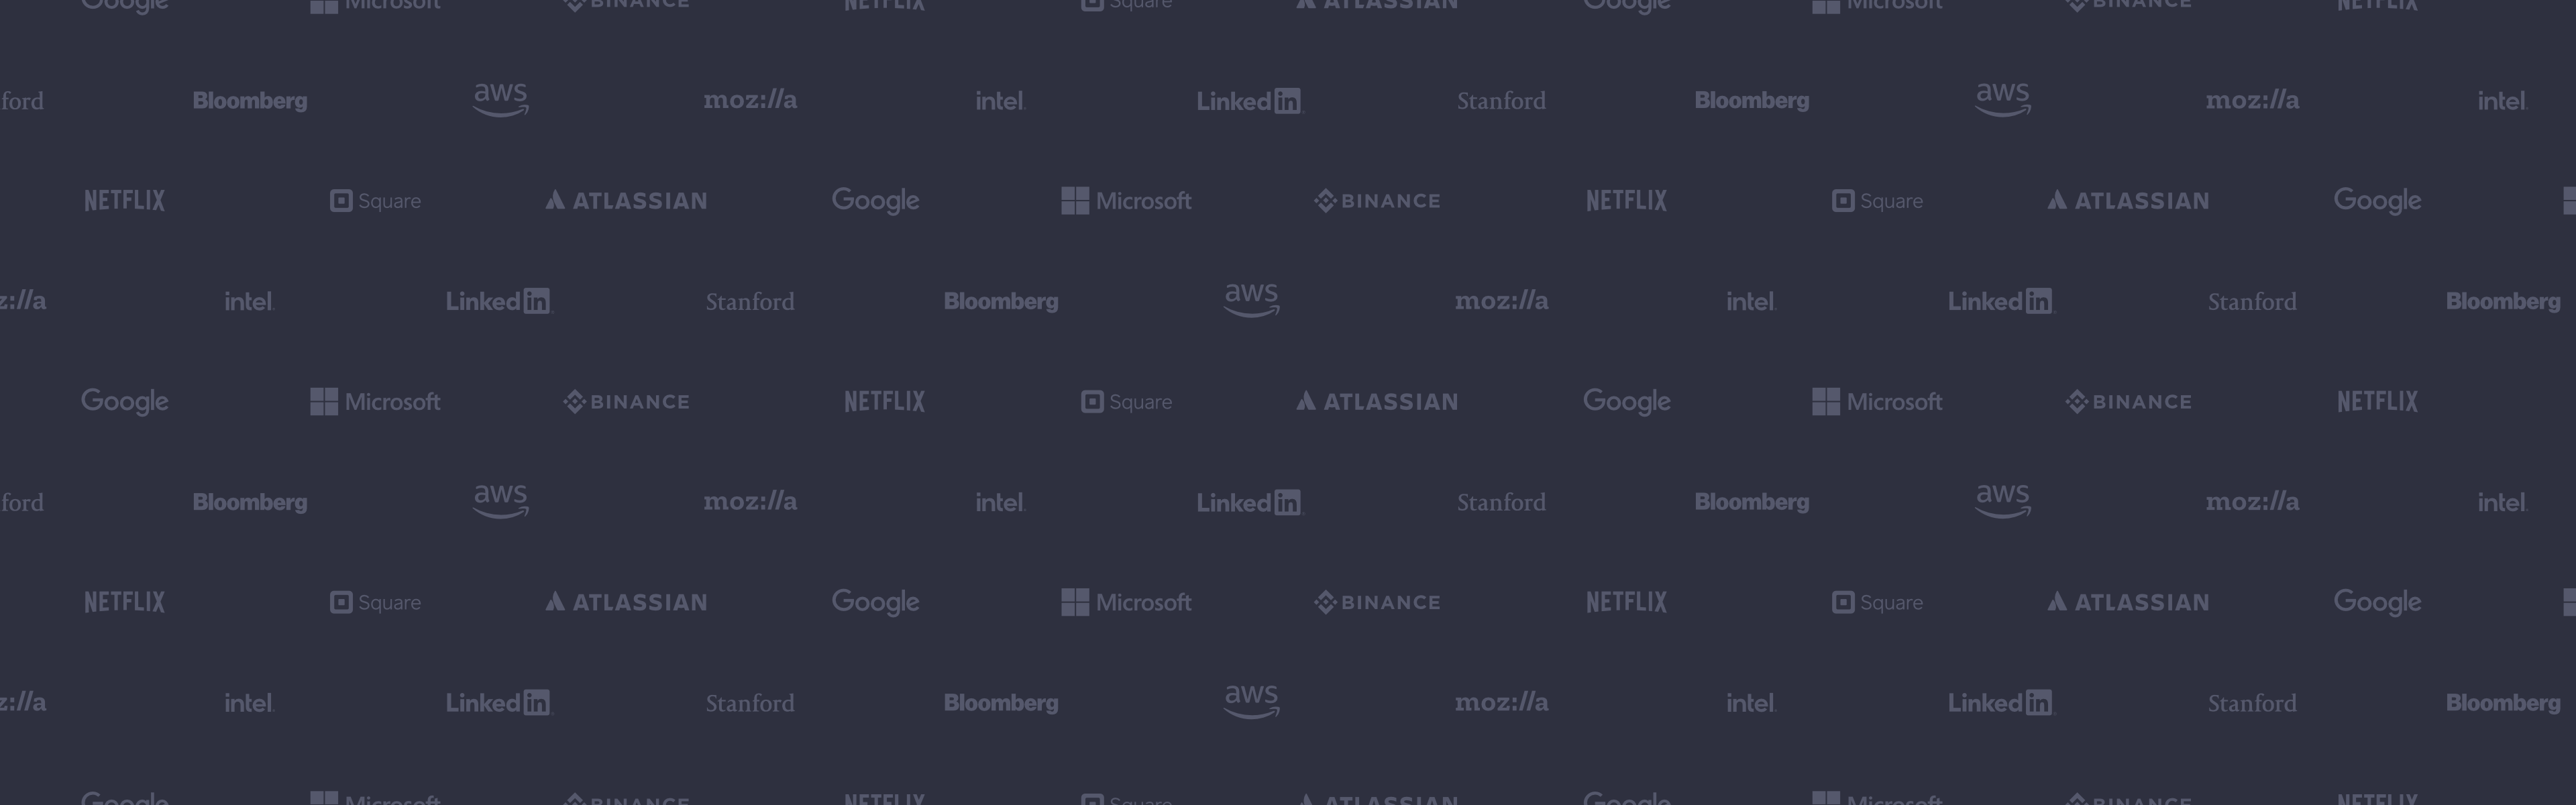 Google Microsoft BINANCE NETFLIX Square ATLASSIAN Google Microsoft BINANCE NETFLIX
ford Bloomberg aws moz://a intel Linked in Stanford Bloomberg aws moz://a intel
NETFLIX Square ATLASSIAN Google Microsoft BINANCE NETFLIX Square ATLASSIAN Google
z://a intel Linked in Stanford Bloomberg aws moz://a intel Linked in Stanford Bloomberg
Google Microsoft BINANCE NETFLIX Square ATLASSIAN Google Microsoft BINANCE NETFLIX
ford Bloomberg aws moz://a intel Linked in Stanford Bloomberg aws moz://a intel
NETFLIX Square ATLASSIAN Google Microsoft BINANCE NETFLIX Square ATLASSIAN Google
z://a intel Linked in Stanford Bloomberg aws moz://a intel Linked in Stanford Bloomberg
Google Microsoft BINANCE NETFLIX Square ATLASSIAN Google Microsoft BINANCE NETFLIX